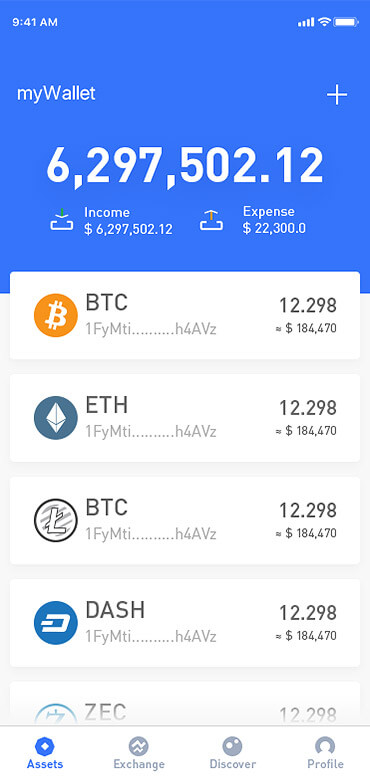 9:41 AM
myWallet
6,297,502.12
Income
$ 6,297,502.12
Expense
$ 22,300.0
BTC
12.298
1FyMti..........h4AVz
≈ $ 184,470
ETH
12.298
1FyMti..........h4AVz
≈ $ 184,470
BTC
12.298
1FyMti..........h4AVz
≈ $ 184,470
DASH
12.298
1FyMti..........h4AVz
≈ $ 184,470
ZEC
12.298
Assets
Exchange
Discover
Profile